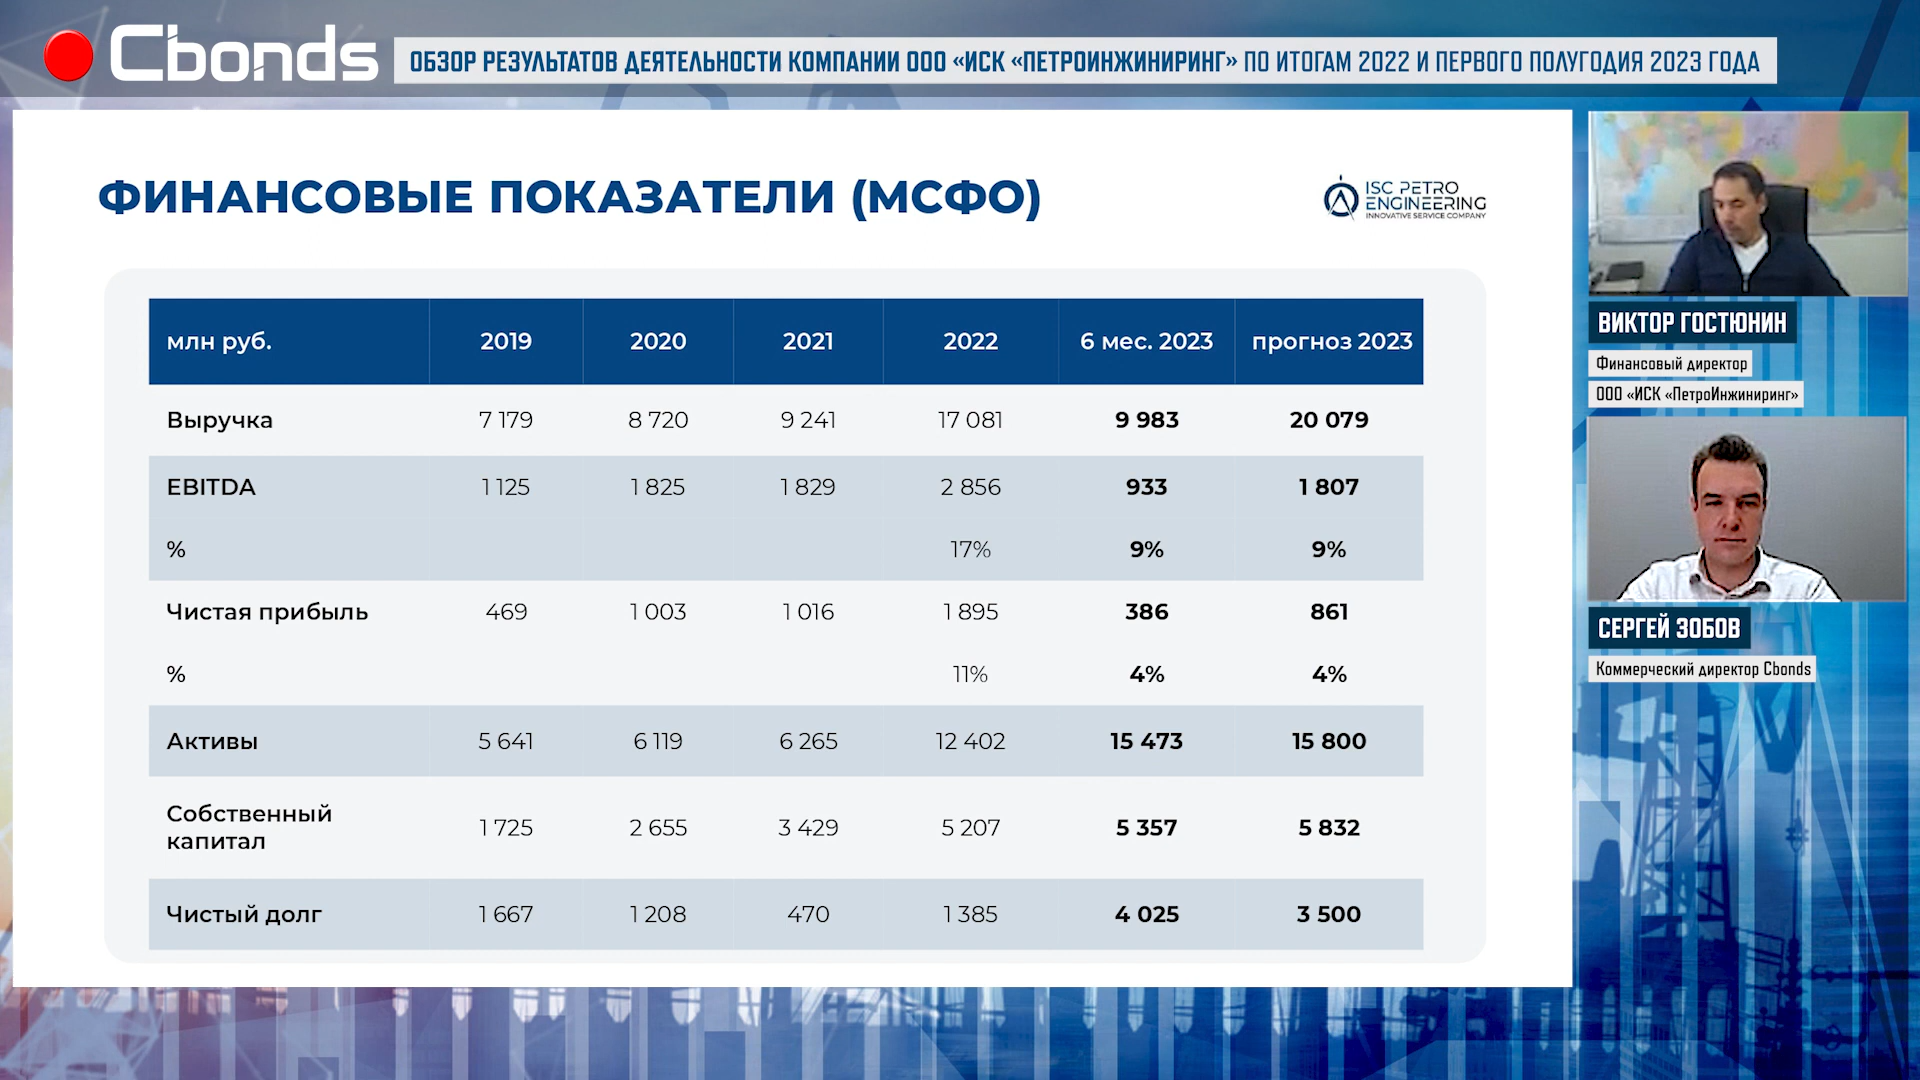 Cbonds
ОБЗОР РЕЗУЛЬТАТОВ ДЕЯТЕЛЬНОСТИ КОМПАНИИ ООО «ИСК «ПЕТРОИНЖИНИРИНГ» ПО ИТОГАМ 2022 И ПЕРВОГО ПОЛУГОДИЯ 2023 ГОДА
ФИНАНСОВЫЕ ПОКАЗАТЕЛИ (МСФО)
ISC PETRO
ENGINEERING
INNOVATIVE SERVICE COMPANY
млн руб. 2019 2020 2021 2022 6 мес. 2023 прогноз 2023
Выручка 7 179 8 720 9 241 17 081 9 983 20 079
EBITDA 1 125 1 825 1 829 2 856 933 1 807
% 17% 9% 9%
Чистая прибыль 469 1 003 1 016 1 895 386 861
% 11% 4% 4%
Активы 5 641 6 119 6 265 12 402 15 473 15 800
Собственный
капитал 1 725 2 655 3 429 5 207 5 357 5 832
Чистый долг 1 667 1 208 470 1 385 4 025 3 500
ВИКТОР ГОСТЮНИН
Финансовый директор
ООО «ИСК «ПетроИнжиниринг»
СЕРГЕЙ ЗОБОВ
Коммерческий директор Cbonds